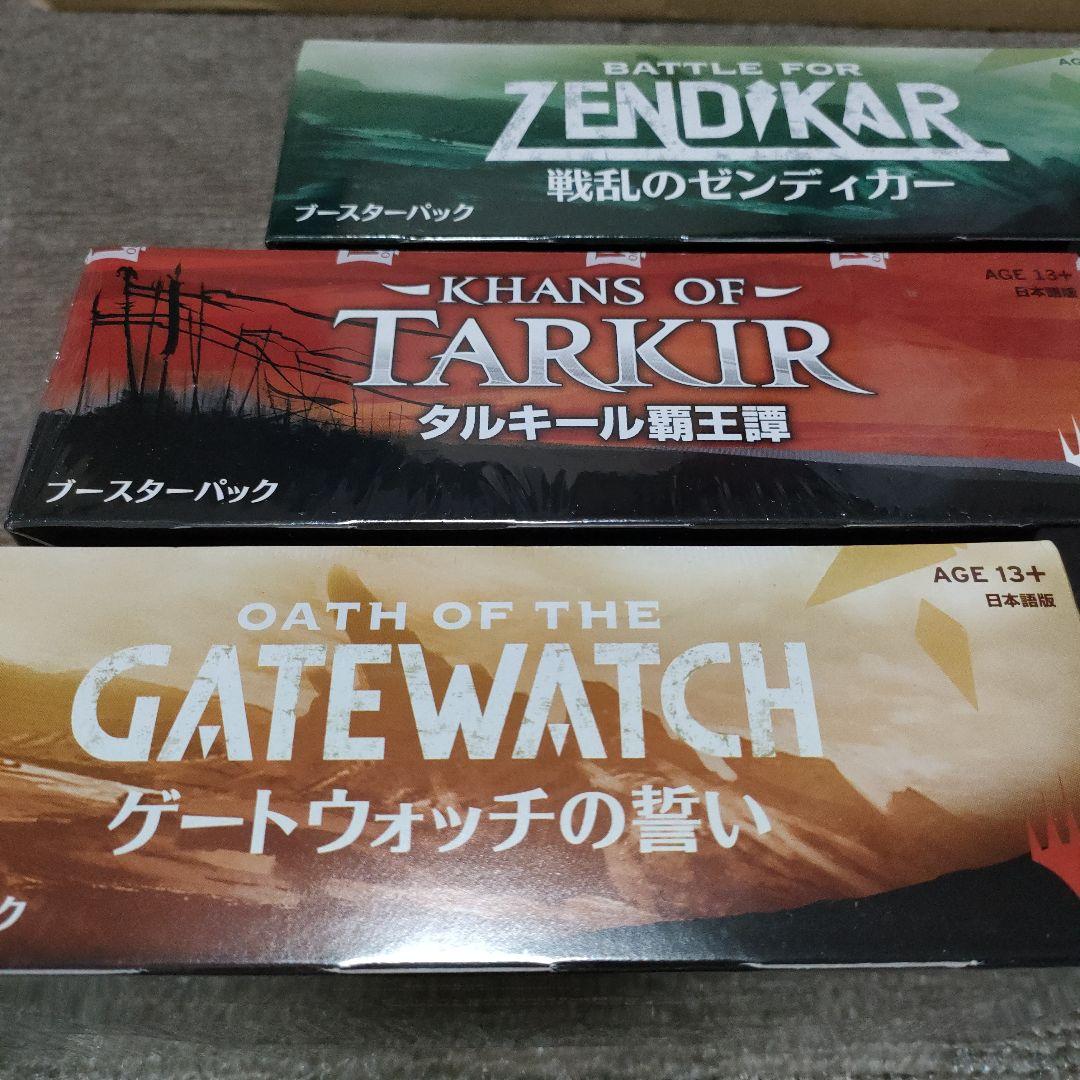 BATTLE FOR
ZENDIKAR
戦乱のゼンディカー
ブースターパック
KHANS OF
TARKIR
タルキール覇王譚
ブースターパック
AGE 13+
日本語版
OATH OF THE
GATEWATCH
ゲートウォッチの誓い
AGE 13+
日本語版
ク